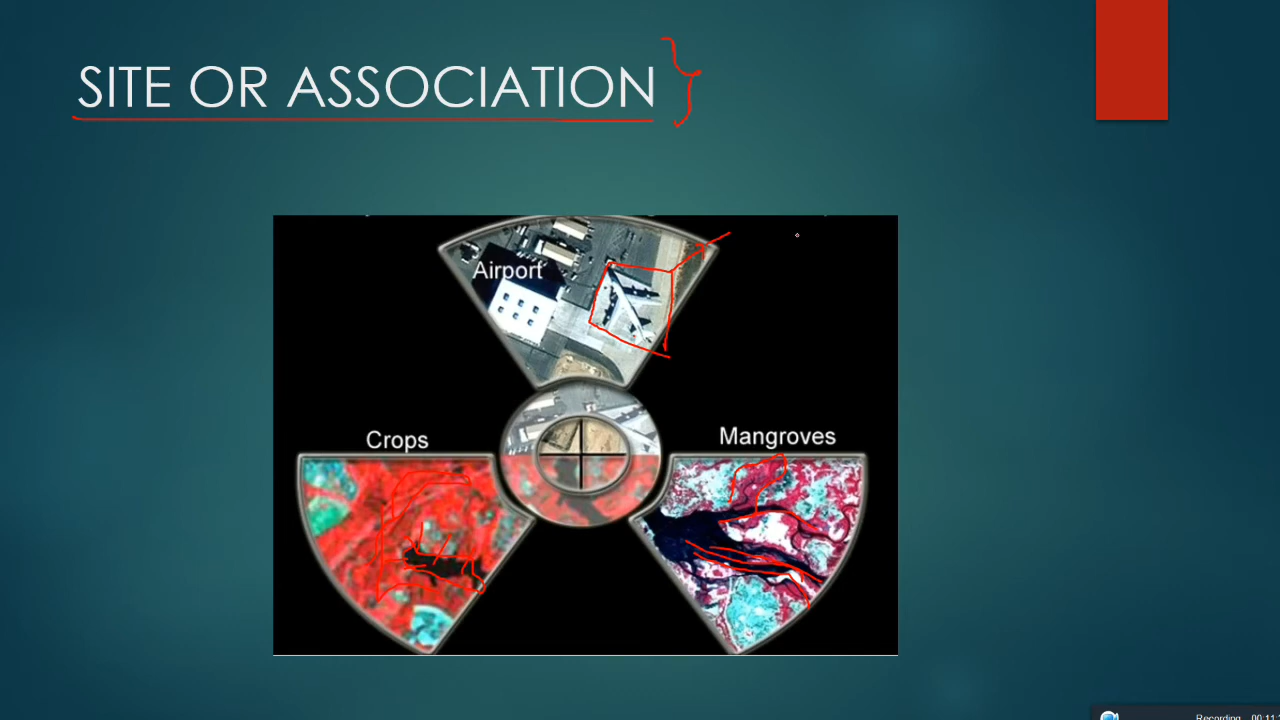 SITE OR ASSOCIATION
Airport
Crops
Mangroves
Recording